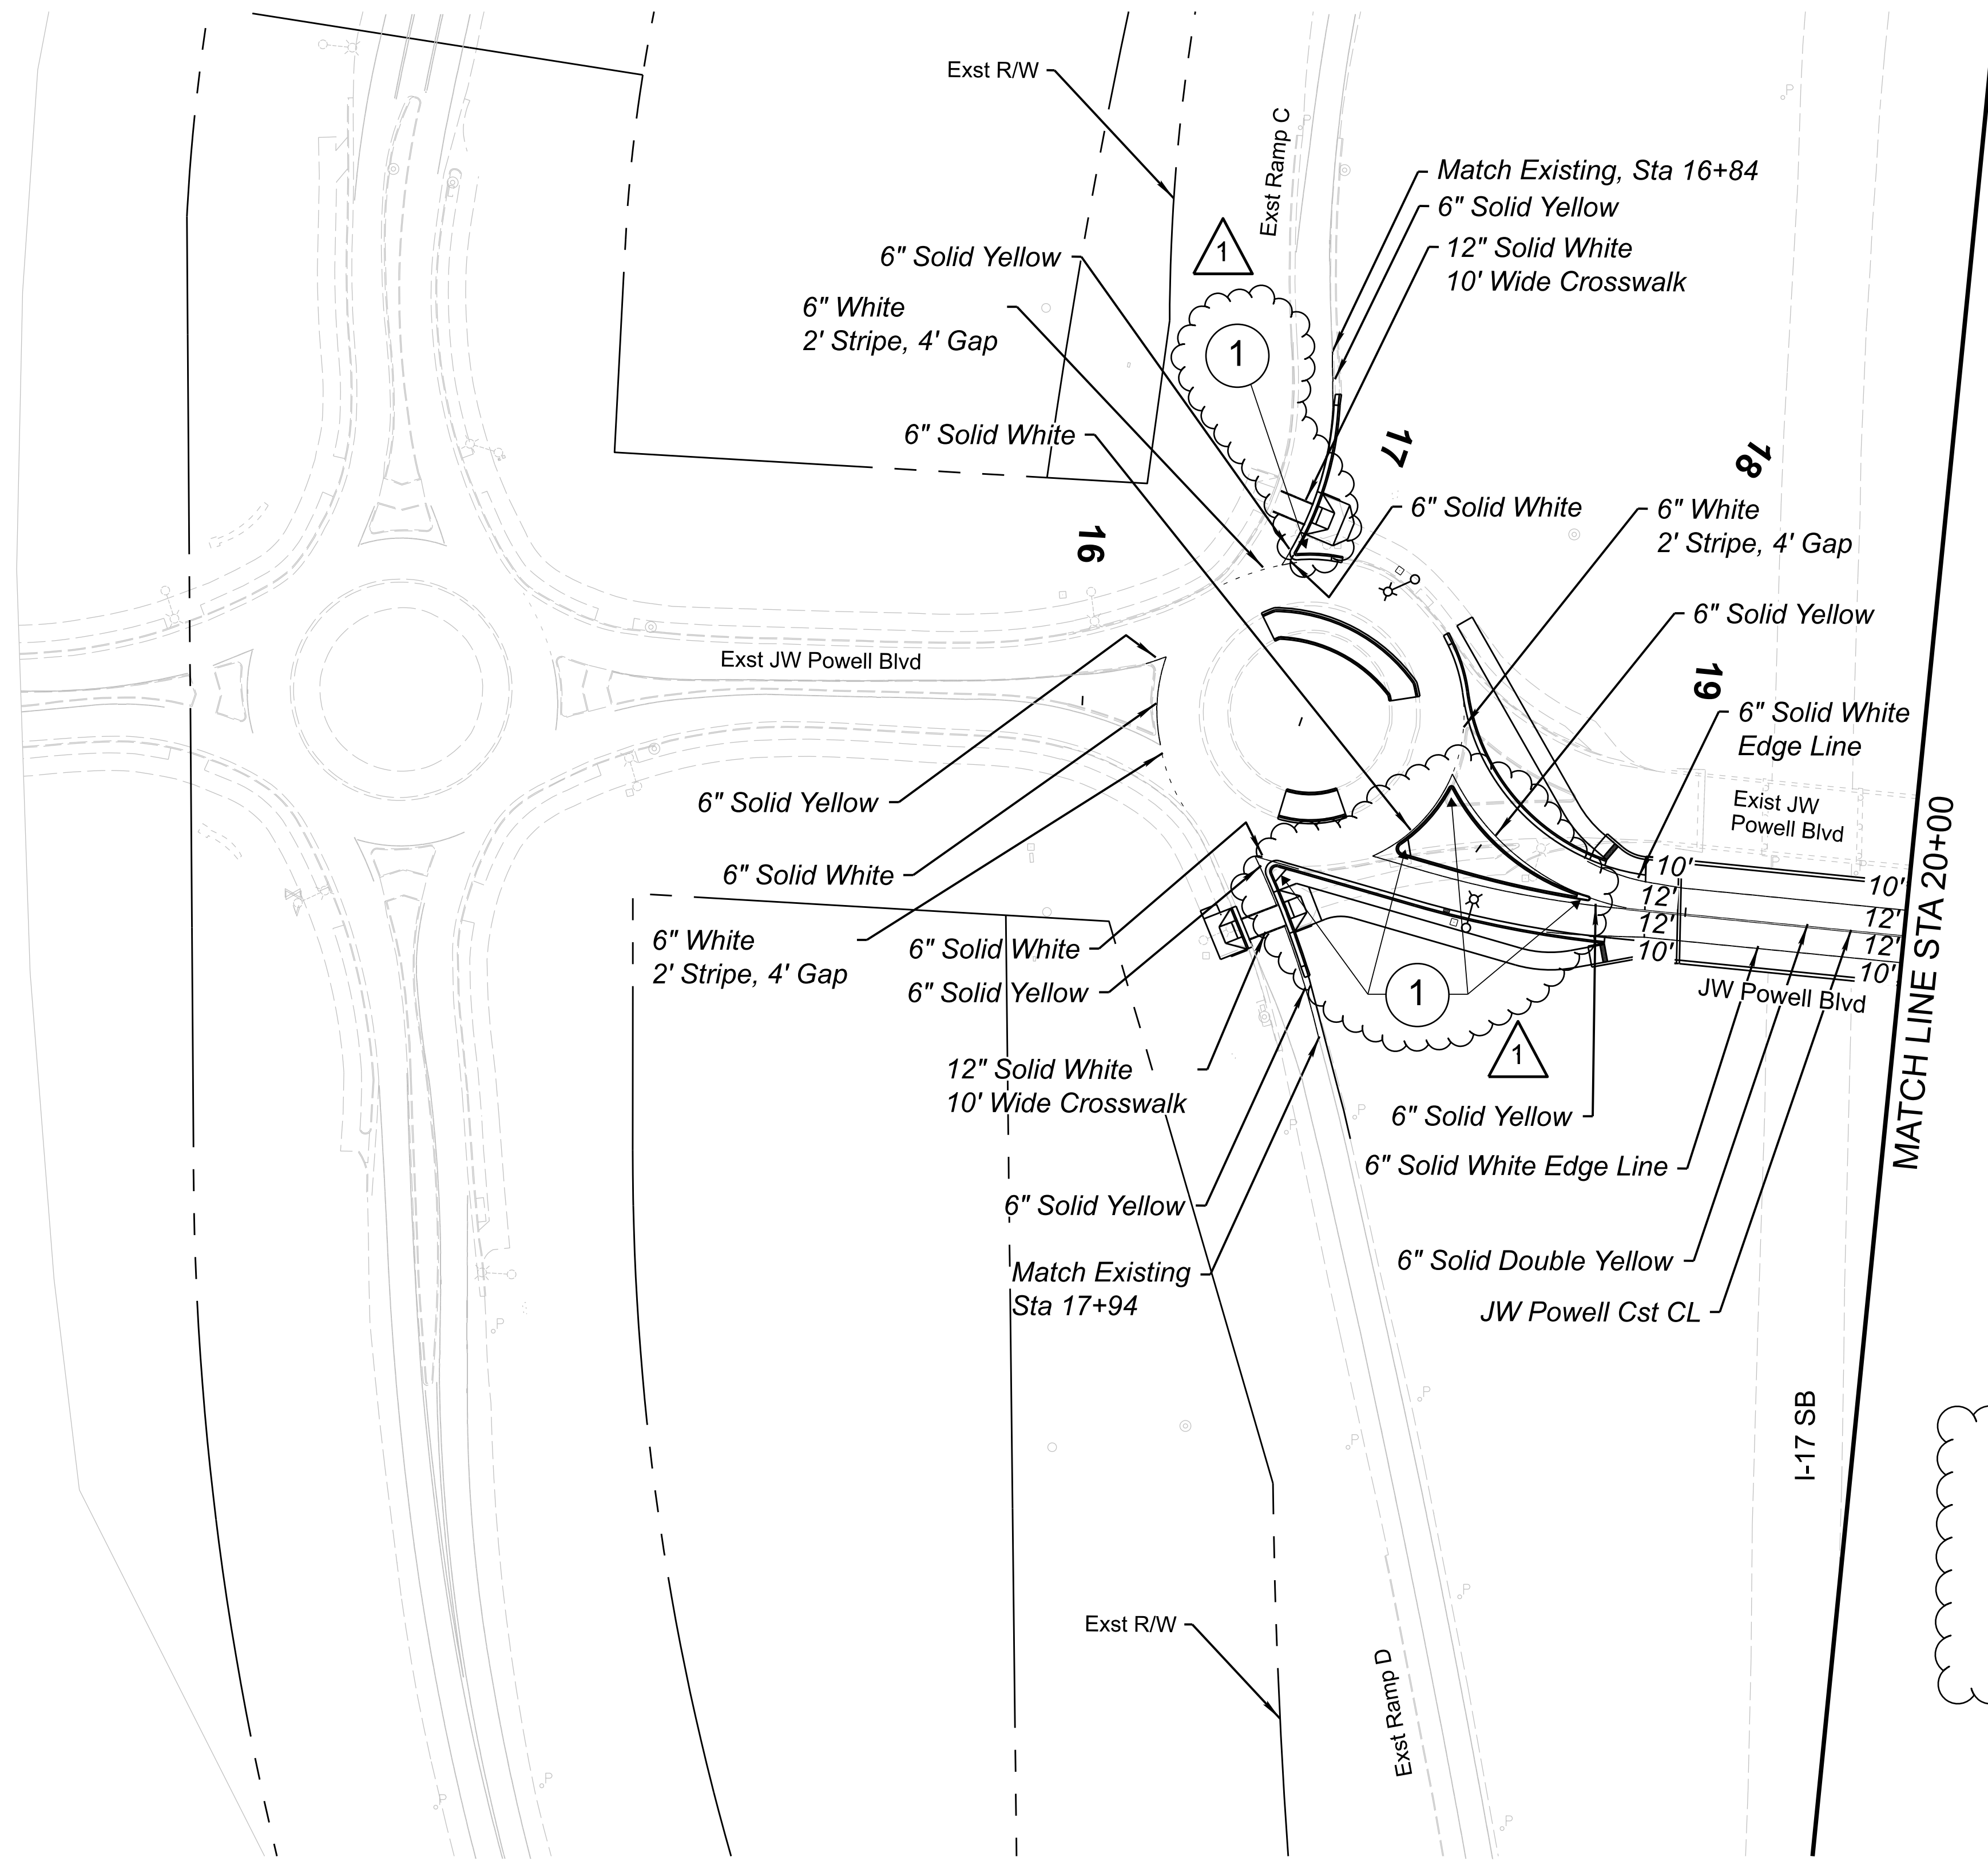 Exst R/W
Exst Ramp C
Match Existing, Sta 16+84
6" Solid Yellow
12" Solid White
10' Wide Crosswalk
1
6" Solid Yellow
6" White
2' Stripe, 4' Gap
1
6" Solid White
17
18
16
6" Solid White
6" White
2' Stripe, 4' Gap
6" Solid Yellow
Exst JW Powell Blvd
19
6" Solid White
Edge Line
6" Solid Yellow
Exist JW
Powell Blvd
6" Solid White
10'
12'
12'
10'
10'
12'
12'
10'
6" White
2' Stripe, 4' Gap
6" Solid White
6" Solid Yellow
1
JW Powell Blvd
MATCH LINE STA 20+00
1
12" Solid White
10' Wide Crosswalk
6" Solid Yellow
6" Solid White Edge Line
6" Solid Yellow
6" Solid Double Yellow
Match Existing
Sta 17+94
JW Powell Cst CL
I-17 SB
Exst R/W
Exst Ramp D
P
P
P
P
P
P
P
P
P
P
P
P
P
P